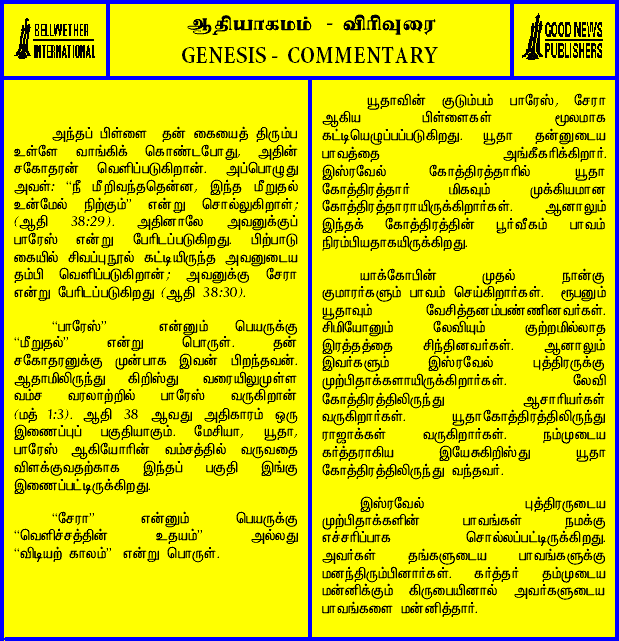 BELLWETHER
INTERNATIONAL
ஆதியாகமம் - விரிவுரை
GENESIS - COMMENTARY
GOOD NEWS
PUBLISHERS
அந்தப் பிள்ளை தன் கையைத் திரும்ப
உள்ளே வாங்கிக் கொண்டபோது, அதின்
சகோதரன் வெளிப்படுகிறான். அப்பொழுது
அவள்: “நீ மீறிவந்ததென்ன, இந்த மீறுதல்
உன்மேல் நிற்கும்” என்று சொல்லுகிறாள்;
(ஆதி 38:29). அதினாலே அவனுக்குப்
பாரேஸ் என்று பேரிடப்படுகிறது. பிற்பாடு
கையில் சிவப்புநூல் கட்டியிருந்த அவனுடைய
தம்பி வெளிப்படுகிறான்; அவனுக்கு சேரா
என்று பேரிடப்படுகிறது (ஆதி 38:30).
“பாரேஸ்” என்னும் பெயருக்கு
“மீறுதல்” என்று பொருள். தன்
சகோதரனுக்கு முன்பாக இவன் பிறந்தவன்.
ஆதாமிலிருந்து கிறிஸ்து வரையிலுமுள்ள
வம்ச வரலாற்றில் பாரேஸ் வருகிறான்
(மத் 1:3). ஆதி 38 ஆவது அதிகாரம் ஒரு
இணைப்புப் பகுதியாகும். மேசியா, யூதா,
பாரேஸ் ஆகியோரின் வம்சத்தில் வருவதை
விளக்குவதற்காக இந்தப் பகுதி இங்கு
இணைப்பட்டிருக்கிறது.
“சேரா” என்னும் பெயருக்கு
“வெளிச்சத்தின் உதயம்” அல்லது
“விடியற் காலம்” என்று பொருள்.
யூதாவின் குடும்பம் பாரேஸ், சேரா
ஆகிய பிள்ளைகள் மூலமாக
கட்டியெழுப்பப்படுகிறது. யூதா தன்னுடைய
பாவத்தை அங்கீகரிக்கிறார்.
இஸ்ரவேல் கோத்திரத்தாரில் யூதா
கோத்திரத்தார் மிகவும் முக்கியமான
கோத்திரத்தாராயிருக்கிறார்கள். ஆனாலும்
இந்தக் கோத்திரத்தின் பூர்வீகம் பாவம்
நிரம்பியதாகயிருக்கிறது.
யாக்கோபின் முதல் நான்கு
குமாரர்களும் பாவம் செய்கிறார்கள். ரூபனும்
யூதாவும் வேசித்தனம்பண்ணினவர்கள்.
சிமியோனும் லேவியும் குற்றமில்லாத
இரத்தத்தை சிந்தினவர்கள். ஆனாலும்
இவர்களும் இஸ்ரவேல் புத்திரருக்கு
முற்பிதாக்களாயிருக்கிறார்கள். லேவி
கோத்திரத்திலிருந்து ஆசாரியர்கள்
வருகிறார்கள். யூதாகோத்திரத்திலிருந்து
ராஜாக்கள் வருகிறார்கள். நம்முடைய
கர்த்தராகிய இயேசுகிறிஸ்து யூதா
கோத்திரத்திலிருந்து வந்தவர்.
இஸ்ரவேல் புத்திரருடைய
முற்பிதாக்களின் பாவங்கள் நமக்கு
எச்சரிப்பாக சொல்லப்பட்டிருக்கிறது.
அவர்கள் தங்களுடைய பாவங்களுக்கு
மனந்திரும்பினார்கள். கர்த்தர் தம்முடைய
மன்னிக்கும் கிருபையினால் அவர்களுடைய
பாவங்களை மன்னித்தார்.